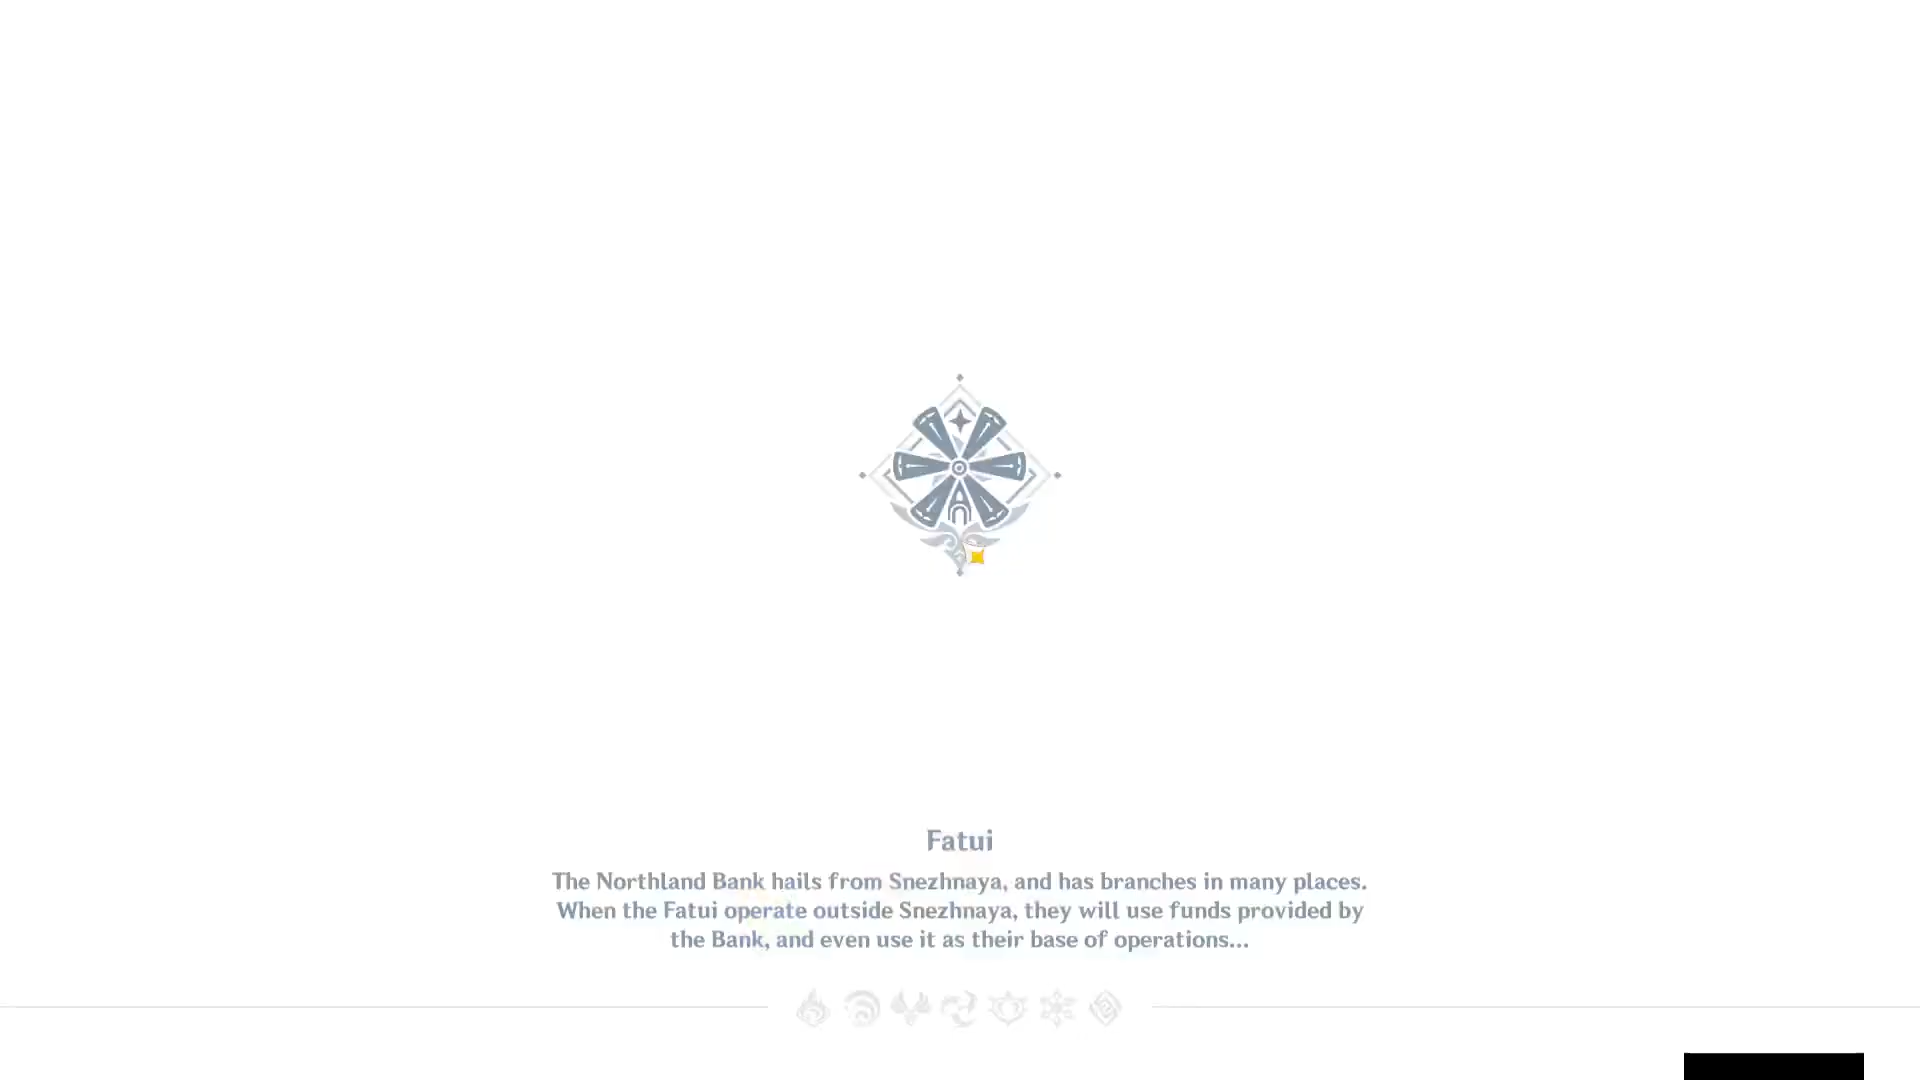 Fatui
The Northland Bank hails from Snezhnaya, and has branches in many places.
When the Fatui operate outside Snezhnaya, they will use funds provided by
the Bank, and even use it as their base of operations...